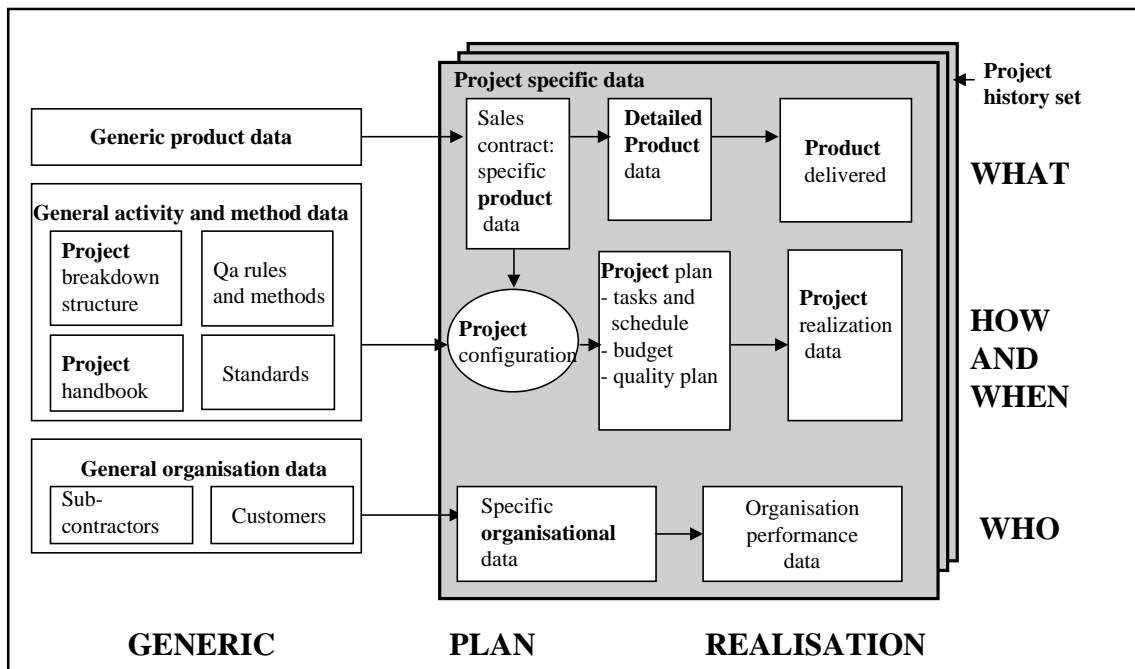 Project specific data
Project
history set
Generic product data
Sales
contract:
specific
product
data
Detailed
Product
data
Product
delivered
WHAT
General activity and method data
Project
breakdown
structure
Qa rules
and methods
Project
handbook
Standards
Project
configuration
Project plan
- tasks and
schedule
- budget
- quality plan
Project
realization
data
HOW
AND
WHEN
General organisation data
Sub-
contractors
Customers
Specific
organisational
data
Organisation
performance
data
WHO
GENERIC
PLAN
REALISATION